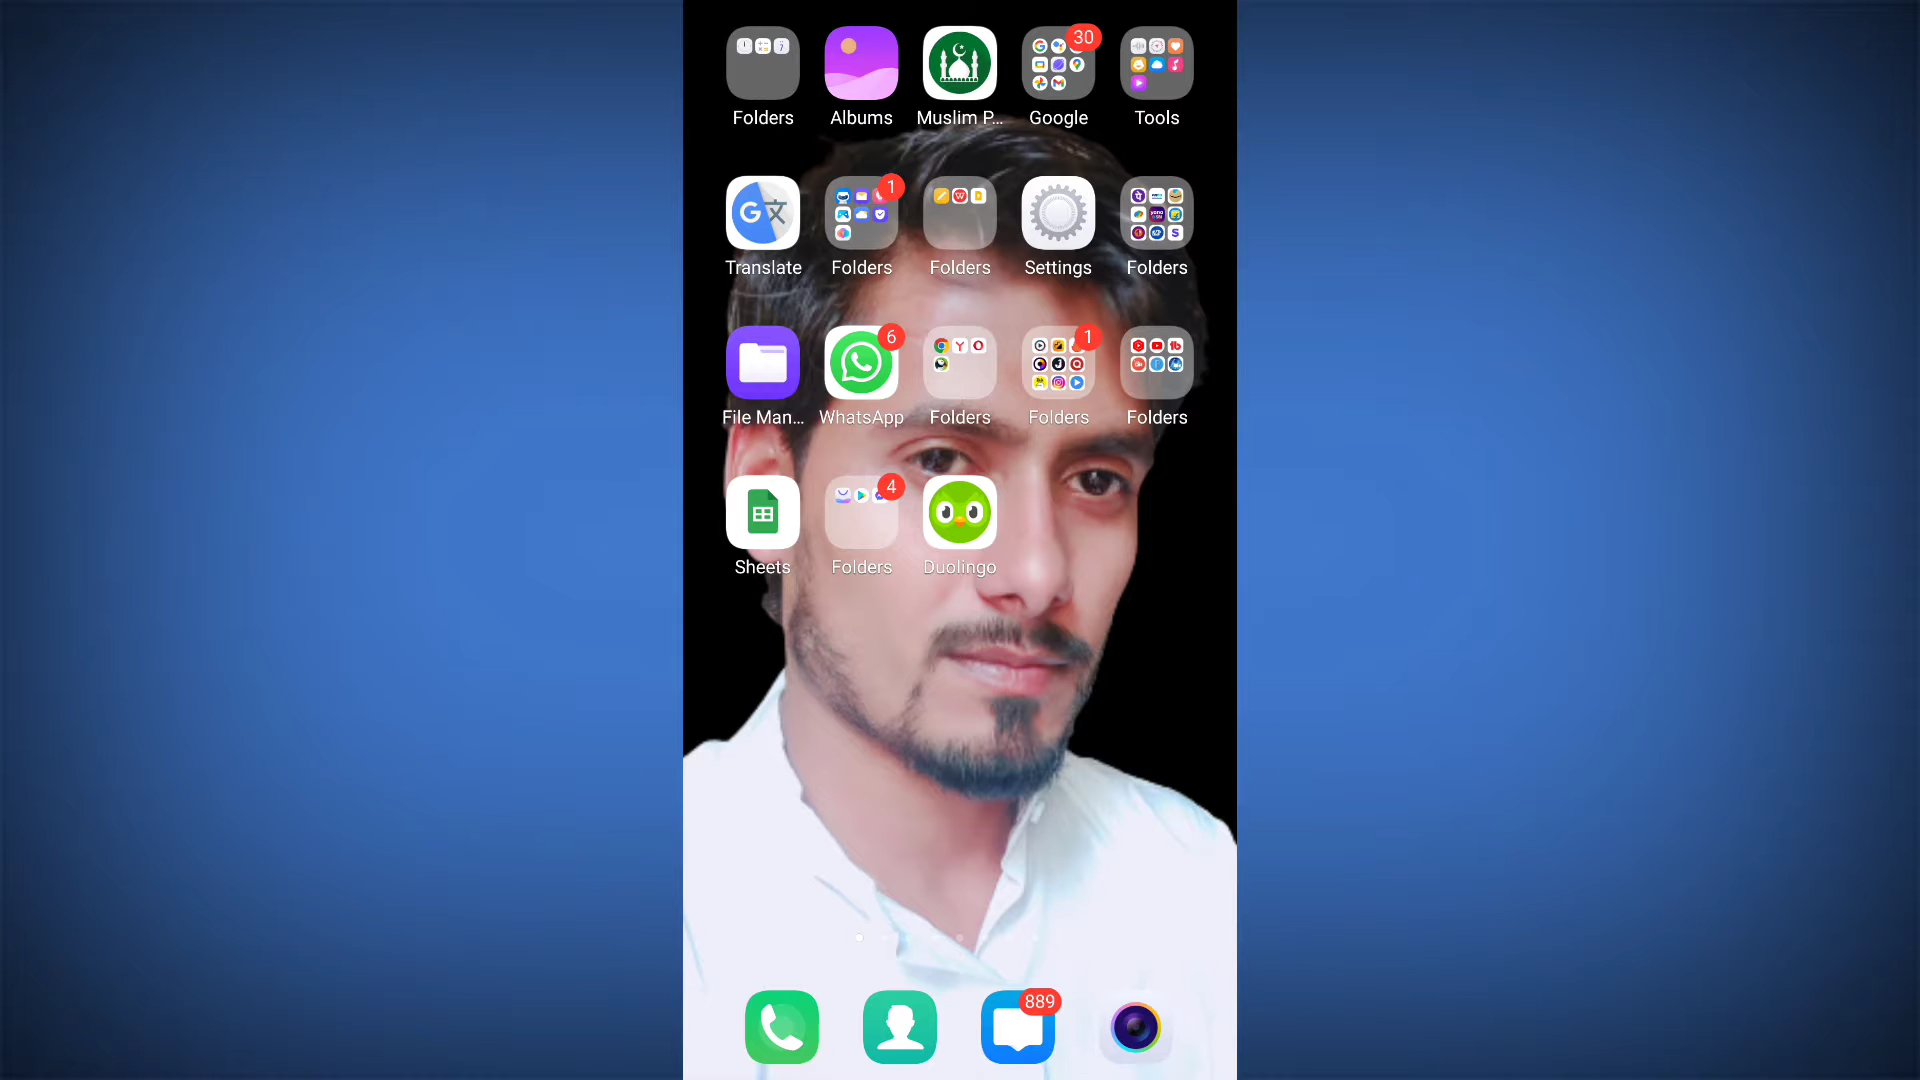 30
Folders Albums Muslim P... Google Tools
1
Translate Folders Folders Settings Folders
6 1
File Man... WhatsApp Folders Folders Folders
4
Sheets Folders Duolingo
889